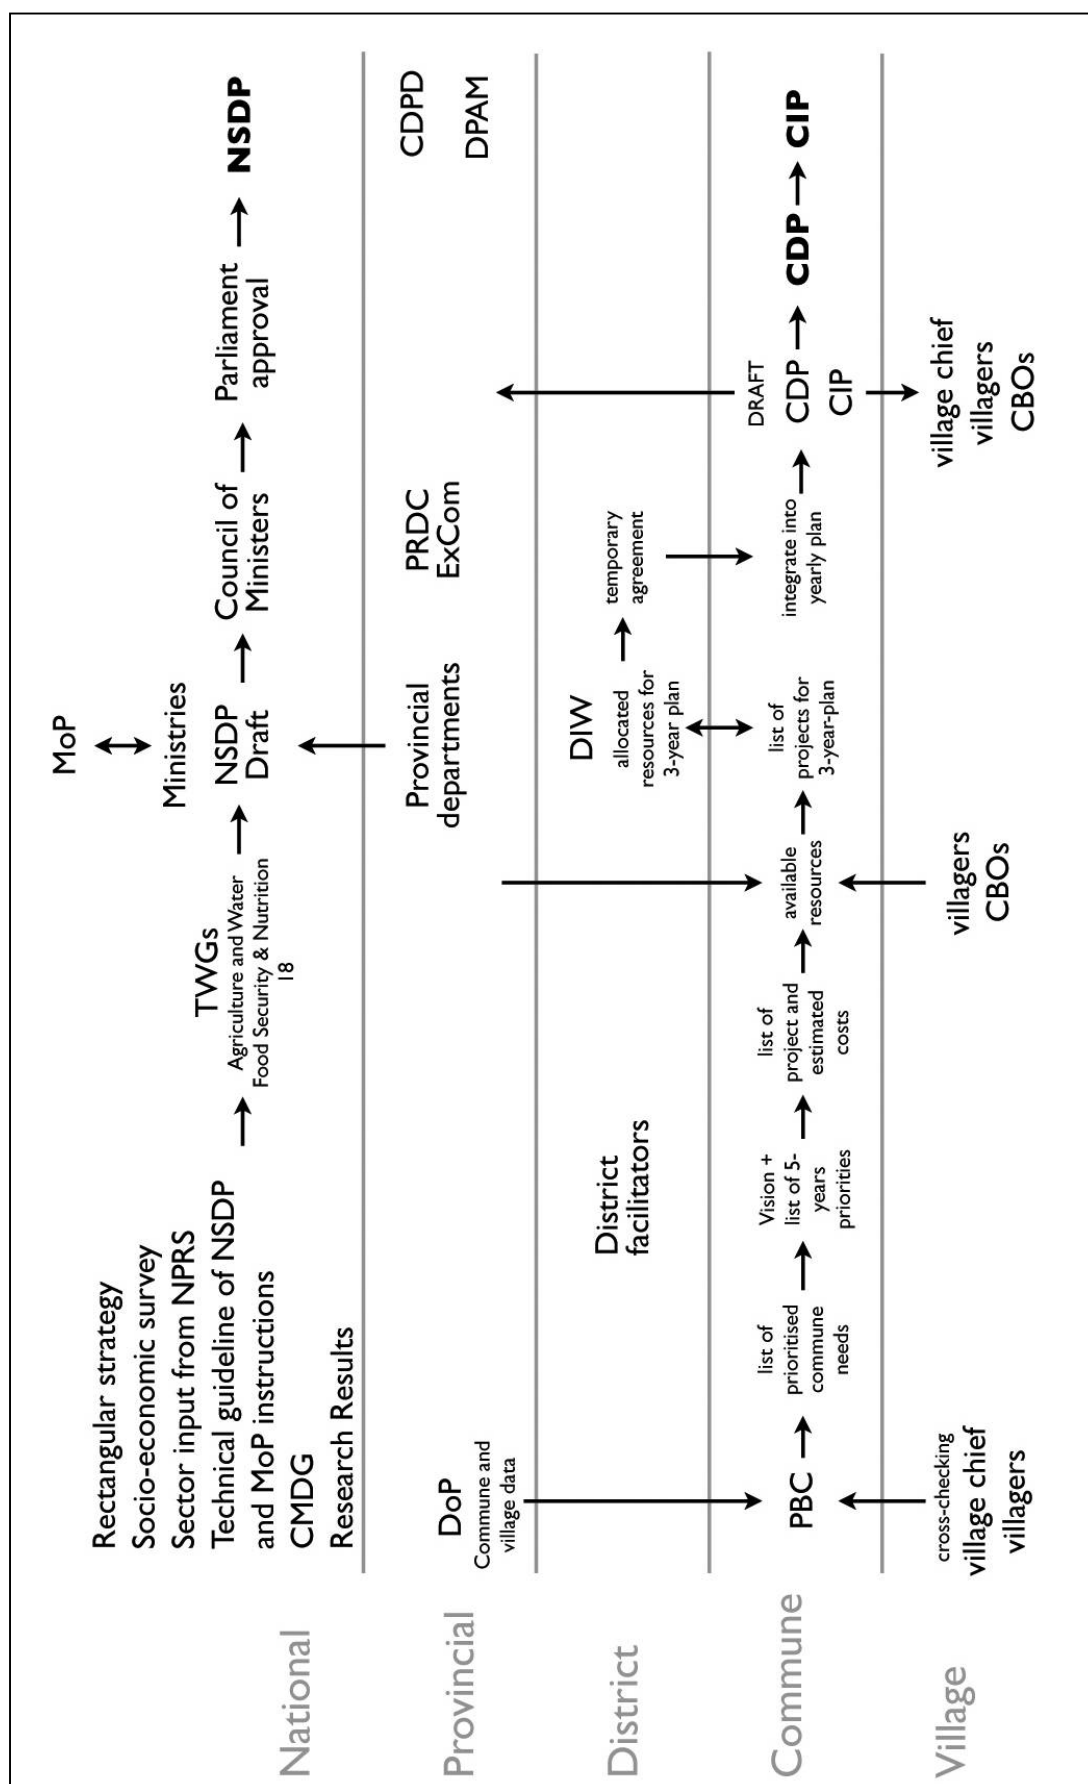 National
Rectangular strategy
Socio-economic survey
Sector input from NPRS
Technical guideline of NSDP
and MoP instructions
CMDG
Research Results
TWGs
Agriculture and Water
Food Security & Nutrition
18
MoP
Ministries
NSDP
Draft
Council of
Ministers
Parliament
approval
NSDP
Provincial
DoP
Commune and
village data
Provincial
departments
PRDC
ExCom
CDPD
DPAM
District
District
facilitators
DIW
allocated
resources for
3-year plan
temporary
agreement
Commune
PBC
list of
prioritised
commune
needs
Vision +
list of 5-
years
priorities
list of
project and
estimated
costs
available
resources
list of
projects for
3-year-plan
integrate into
yearly plan
DRAFT
CDP
CIP
CDP
CIP
Village
cross-checking
village chief
villagers
villagers
CBOs
village chief
villagers
CBOs